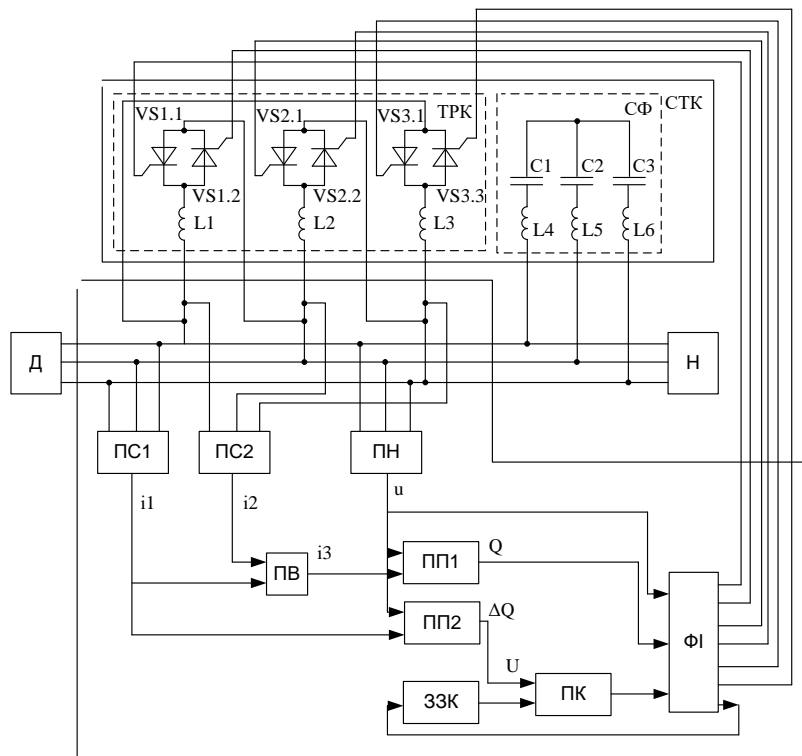 СФ СТК
VS1.1 VS2.1 VS3.1 ТРК
C1 C2 C3
VS1.2 VS2.2 VS3.3
L1 L2 L3 L4 L5 L6
Д Н
ПС1 ПС2 ПН
i1 i2 u
i3 Q
ПВ ПП1
ПП2 ΔQ
ФІ
U
ЗЗК ПК